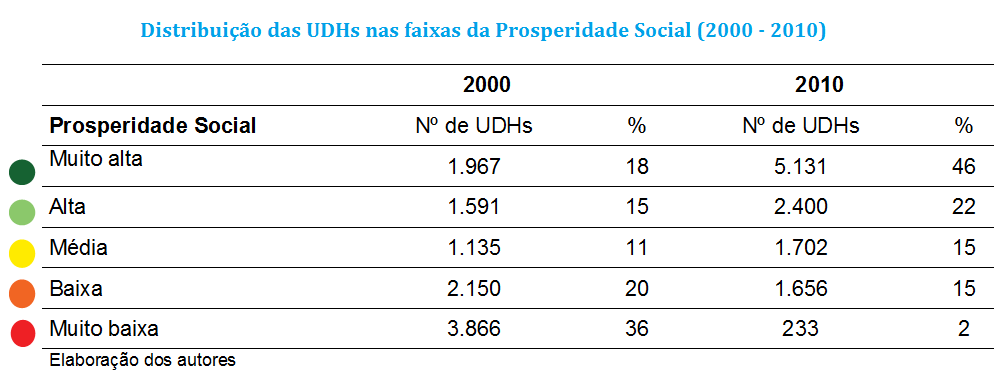 Distribuição das UDHs nas faixas da Prosperidade Social (2000 - 2010)
2000 2010
Prosperidade Social Nº de UDHs % Nº de UDHs %
Muito alta 1.967 18 5.131 46
Alta 1.591 15 2.400 22
Média 1.135 11 1.702 15
Baixa 2.150 20 1.656 15
Muito baixa 3.866 36 233 2
Elaboração dos autores